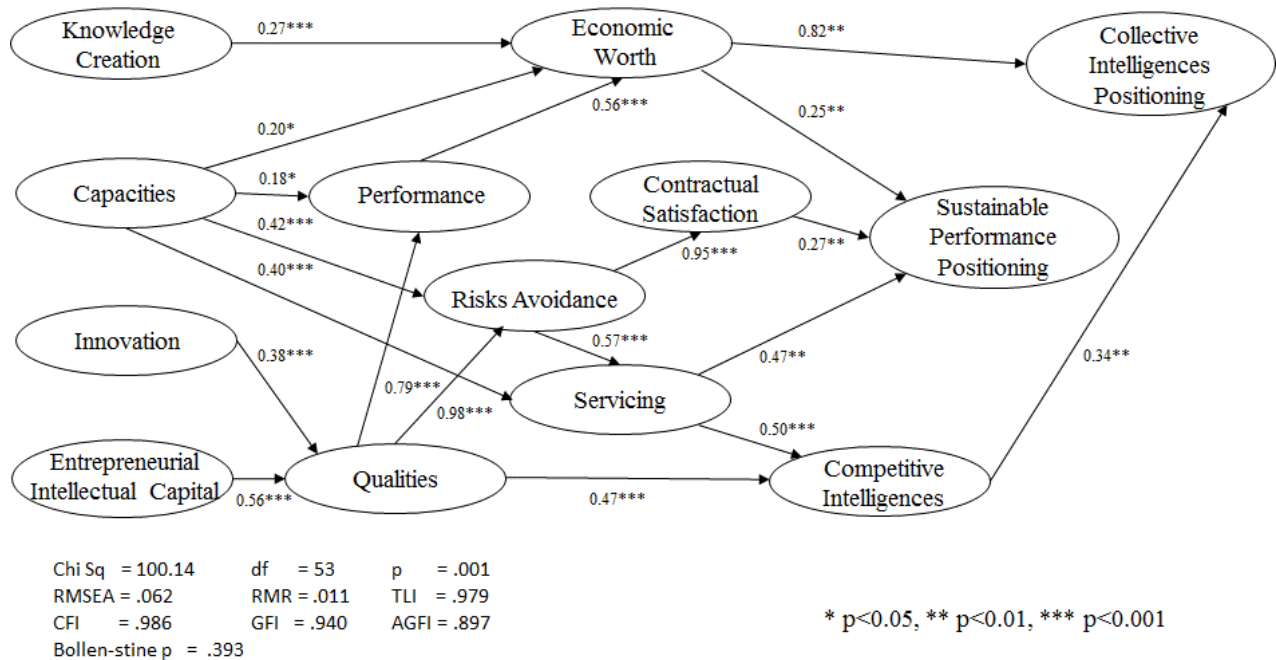 Knowledge
Creation
0.27***
Economic
Worth
0.82**
Collective
Intelligences
Positioning
0.56***
0.25**
0.20*
Capacities
0.18*
Performance
Contractual
Satisfaction
Sustainable
Performance
Positioning
0.42***
0.27**
0.95***
0.40***
Risks Avoidance
Innovation
0.38***
0.57***
0.34**
0.47**
0.79***
0.98***
Servicing
0.50***
Entrepreneurial
Intellectual Capital
0.56***
Qualities
0.47***
Competitive
Intelligences
Chi Sq = 100.14 df = 53 p = .001
RMSEA = .062 RMR = .011 TLI = .979
CFI = .986 GFI = .940 AGFI = .897
Bollen-stine p = .393
* p<0.05, ** p<0.01, *** p<0.001